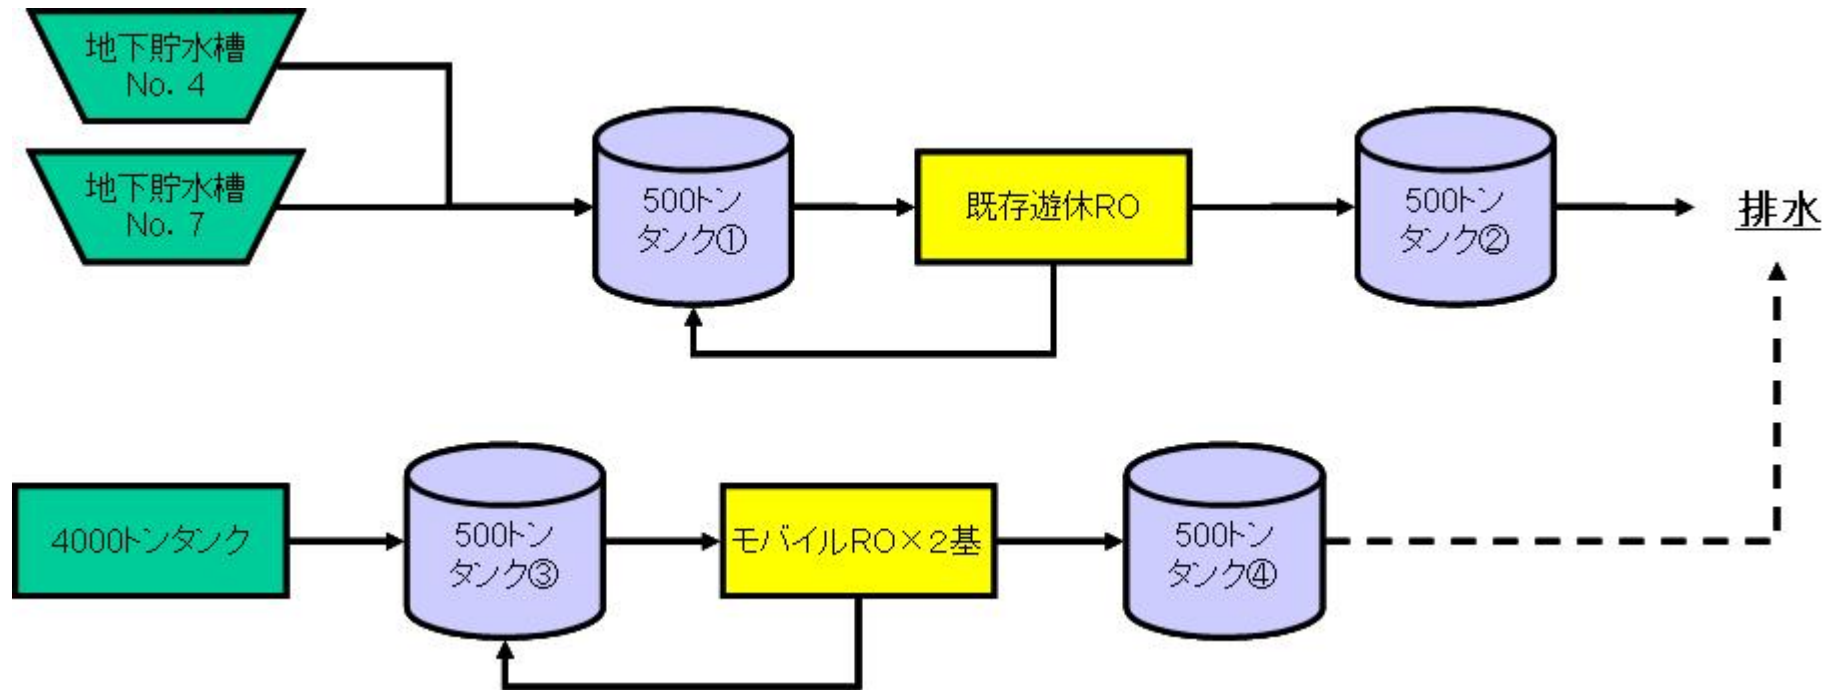 地下貯水槽
No. 4
地下貯水槽
No. 7
500トン
タンク①
既存遊休RO
500トン
タンク②
排水
4000トンタンク
500トン
タンク③
モバイルRO×2基
500トン
タンク④